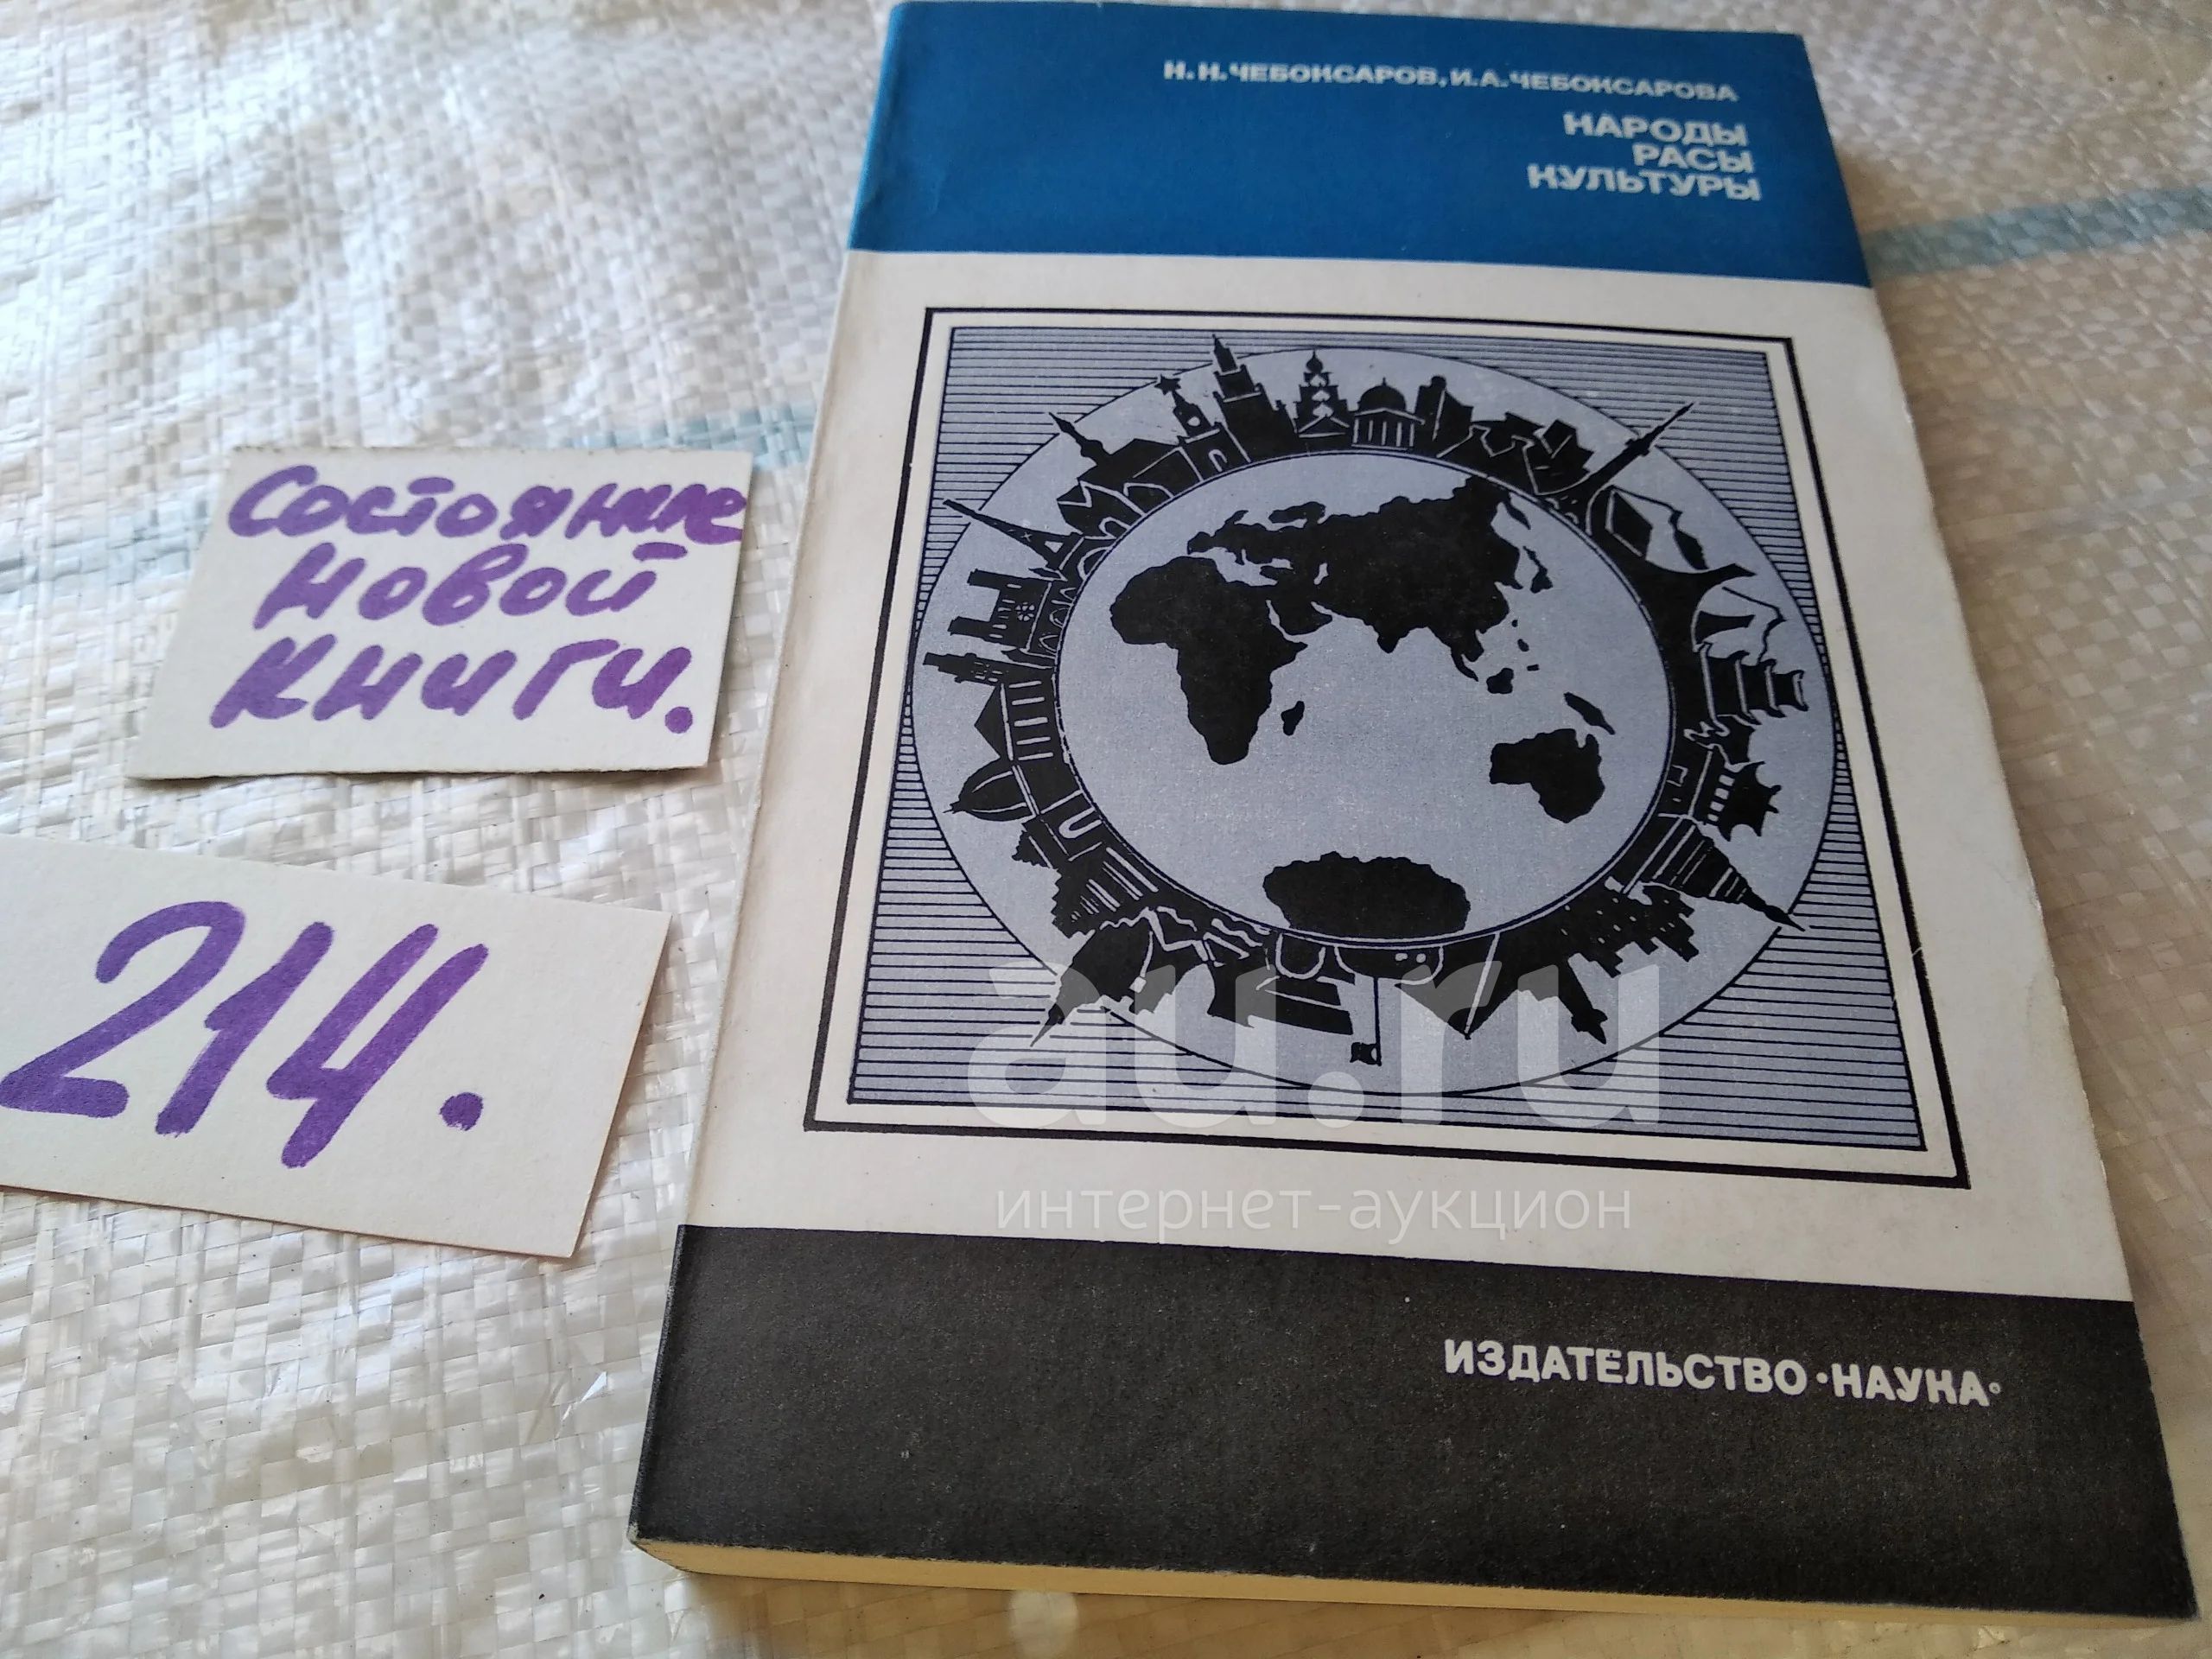 Н. Н. ЧЕБОКСАРОВ, И. А. ЧЕБОКСАРОВА
НАРОДЫ
РАСЫ
КУЛЬТУРЫ
Состояние
новой
книги.
214.
au.ru
интернет-аукцион
ИЗДАТЕЛЬСТВО «НАУКА»